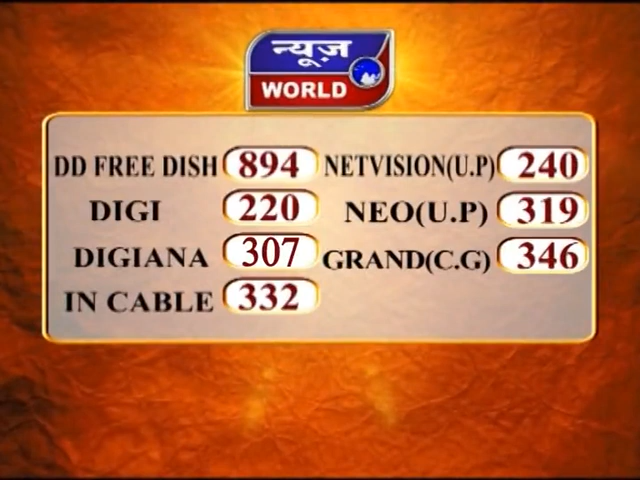 न्यूज़
WORLD
DD FREE DISH 894 NETVISION(U.P) 240
DIGI 220 NEO(U.P) 319
DIGIANA 307 GRAND(C.G) 346
IN CABLE 332